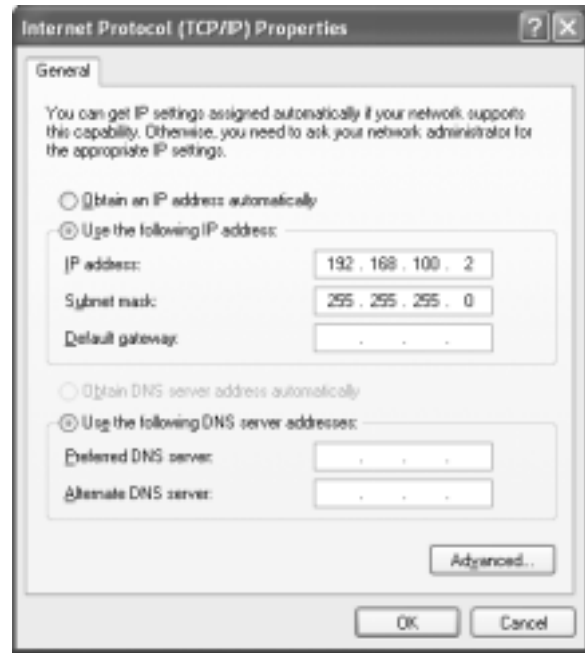 Internet Protocol (TCP/IP) Properties
General
You can get IP settings assigned automatically if your network supports
this capability. Otherwise, you need to ask your network administrator for
the appropriate IP settings.
Obtain an IP address automatically
Use the following IP address:
IP address: 192 . 168 . 100 . 2
Subnet mask: 255 . 255 . 255 . 0
Default gateway: . . .
Obtain DNS server address automatically
Use the following DNS server addresses:
Preferred DNS server: . . .
Alternate DNS server: . . .
Advanced...
OK Cancel